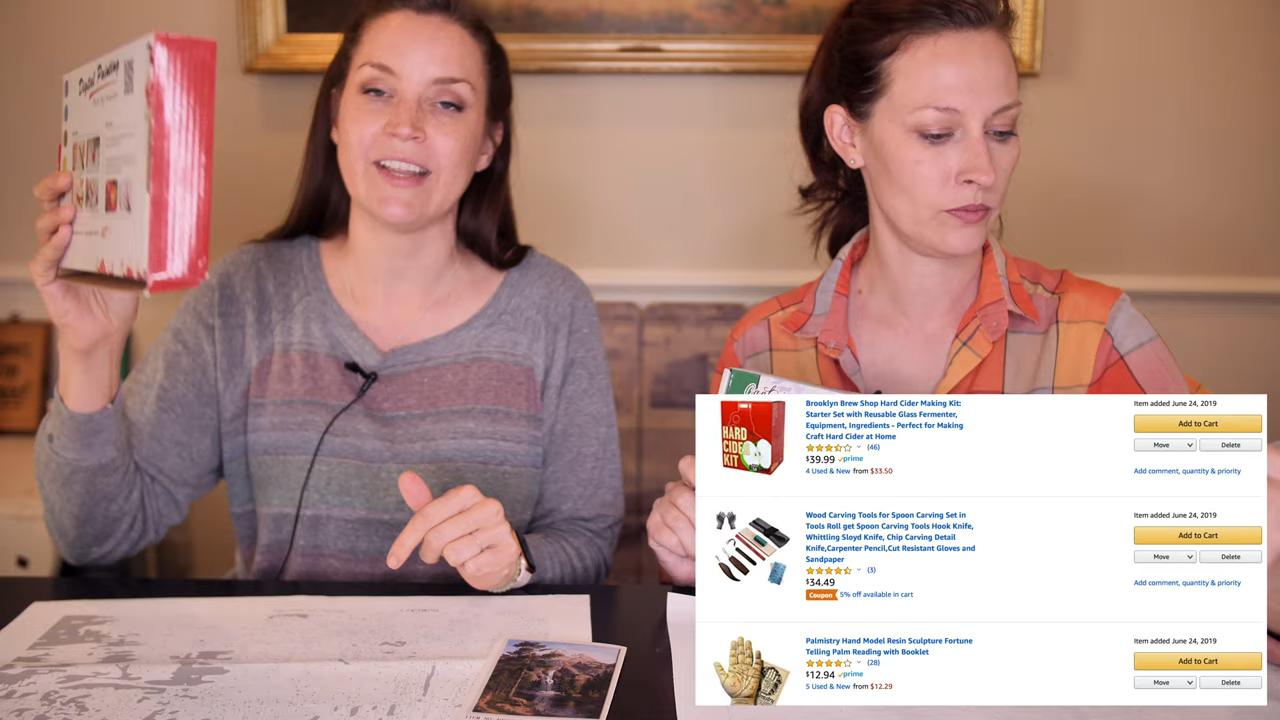 Digital Painting
Brooklyn Brew Shop Hard Cider Making Kit:
Starter Set with Reusable Glass Fermenter,
Equipment, Ingredients - Perfect for Making
Craft Hard Cider at Home
(46)
$39.99 prime
4 Used & New from $33.50
Item added June 24, 2019
Add to Cart
Move
Delete
Add comment, quantity & priority
HARD
CIDER
KIT
Wood Carving Tools for Spoon Carving Set in
Tools Roll get Spoon Carving Tools Hook Knife,
Whittling Sloyd Knife, Chip Carving Detail
Knife,Carpenter Pencil,Cut Resistant Gloves and
Sandpaper
(3)
$34.49
Coupon 5% off available in cart
Item added June 24, 2019
Add to Cart
Move
Delete
Add comment, quantity & priority
Palmistry Hand Model Resin Sculpture Fortune
Telling Palm Reading with Booklet
(28)
$12.94 prime
5 Used & New from $12.29
Item added June 24, 2019
Add to Cart
Move
Delete